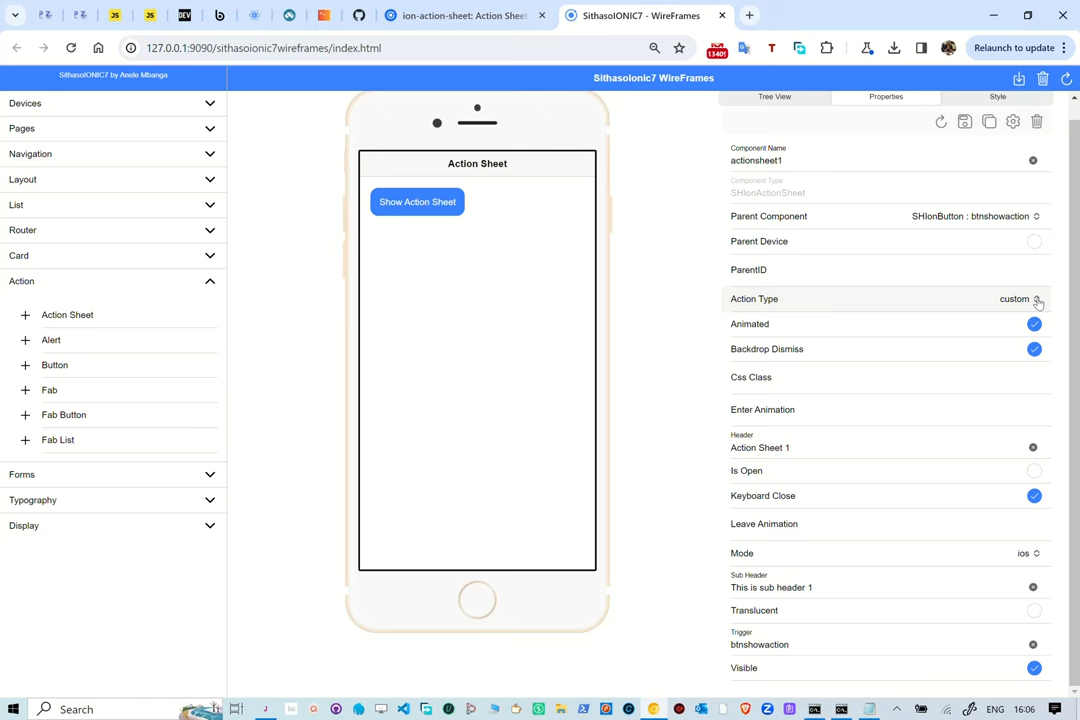 ion-action-sheet: Action Sheet
SithasoIONIC7 - WireFrames
127.0.0.1:9090/sithasoionic7wireframes/index.html
Relaunch to update
SithasoIONIC7 by Anele Mbanga
SithasoIonic7 WireFrames
Devices
Pages
Navigation
Layout
List
Router
Card
Action
Action Sheet
Alert
Button
Fab
Fab Button
Fab List
Forms
Typography
Display
Action Sheet
Show Action Sheet
Tree View Properties Style
Component Name
actionsheet1
Component Type
SHIonActionSheet
Parent Component SHIonButton : btnshowaction
Parent Device
ParentID
Action Type custom
Animated
Backdrop Dismiss
Css Class
Enter Animation
Header
Action Sheet 1
Is Open
Keyboard Close
Leave Animation
Mode ios
Sub Header
This is sub header 1
Translucent
Trigger
btnshowaction
Visible
Search
ENG 16:06